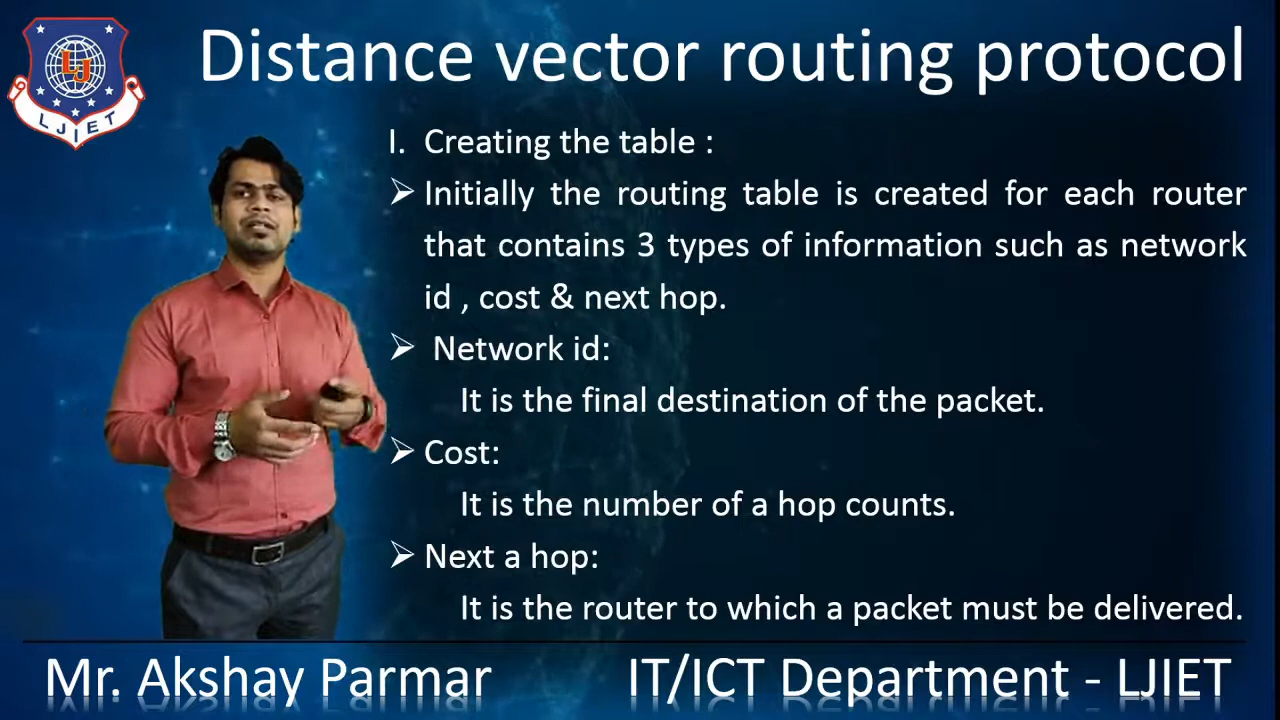 LJ
LJIET
Distance vector routing protocol
I. Creating the table :
➢ Initially the routing table is created for each router
that contains 3 types of information such as network
id , cost & next hop.
➢ Network id:
It is the final destination of the packet.
➢ Cost:
It is the number of a hop counts.
➢ Next a hop:
It is the router to which a packet must be delivered.
Mr. Akshay Parmar
IT/ICT Department - LJIET